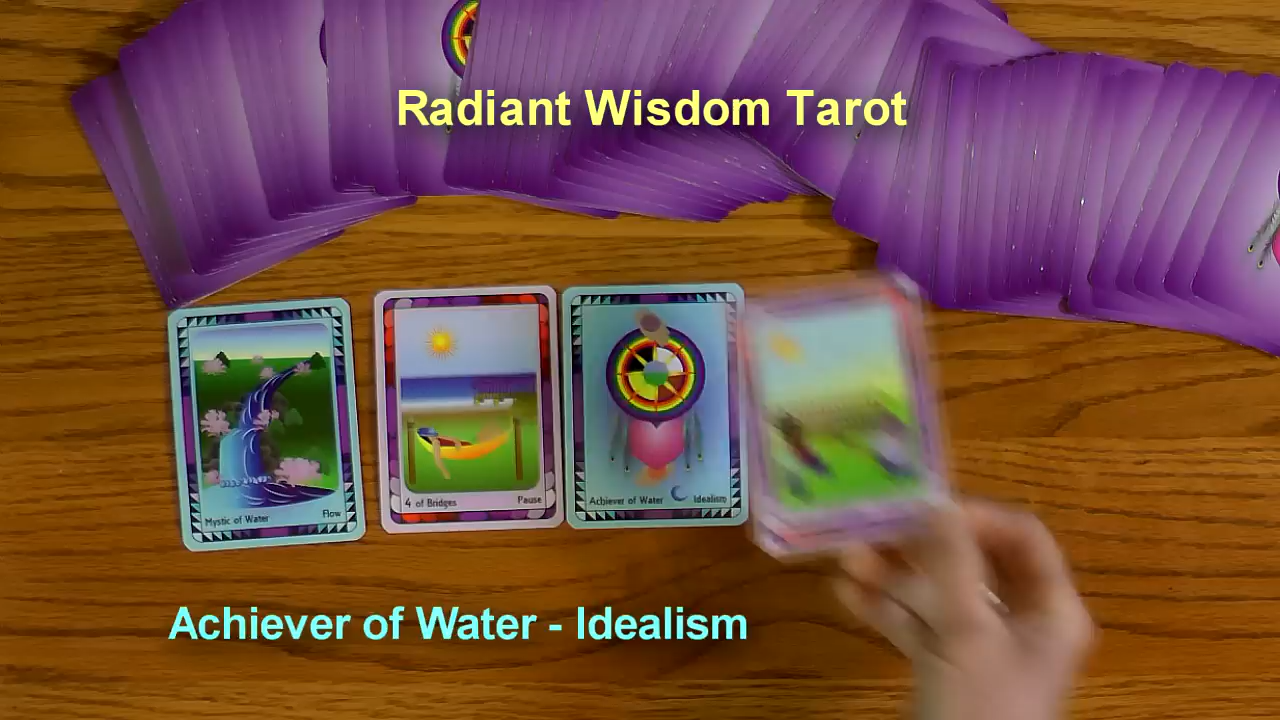 Radiant Wisdom Tarot
Mystic of Water Flow
4 of Bridges Pause
Achiever of Water Idealism
Achiever of Water - Idealism